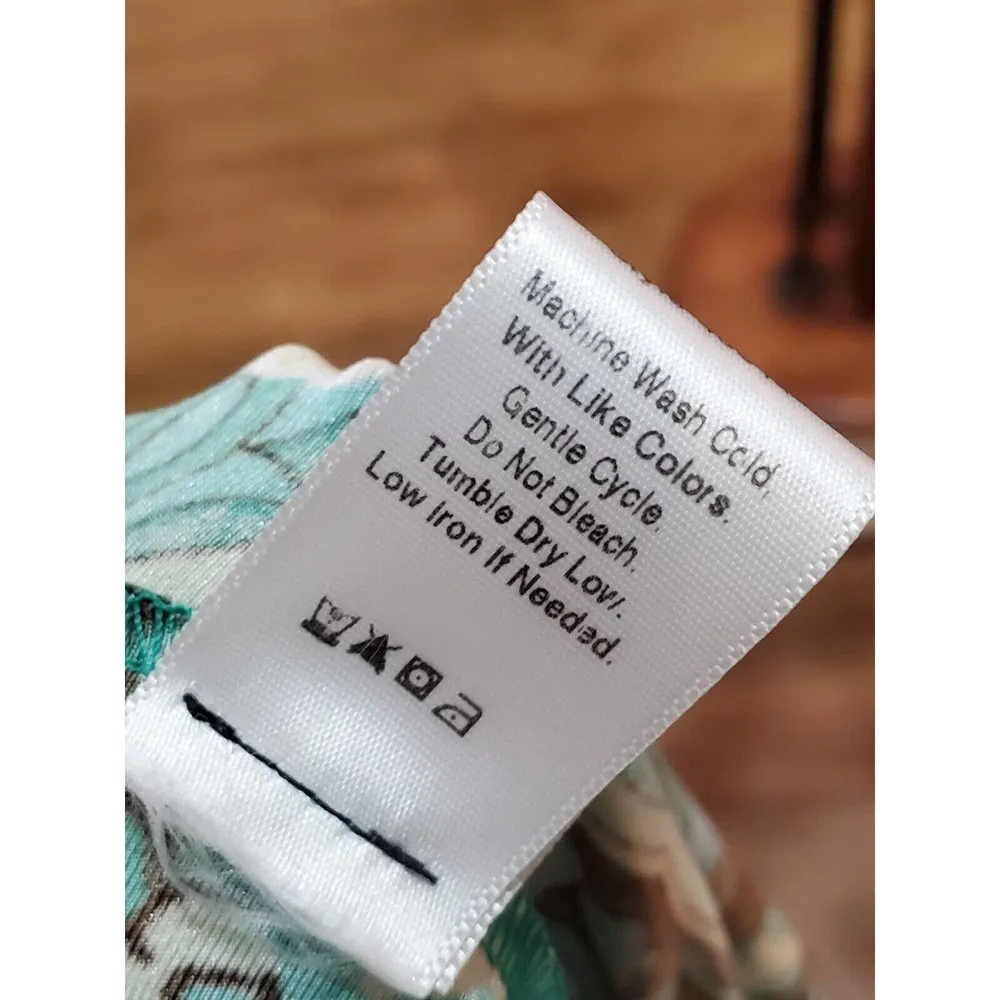 Machine Wash Cold,
With Like Colors.
Gentle Cycle.
Do Not Bleach.
Tumble Dry Low.
Low Iron If Needed.